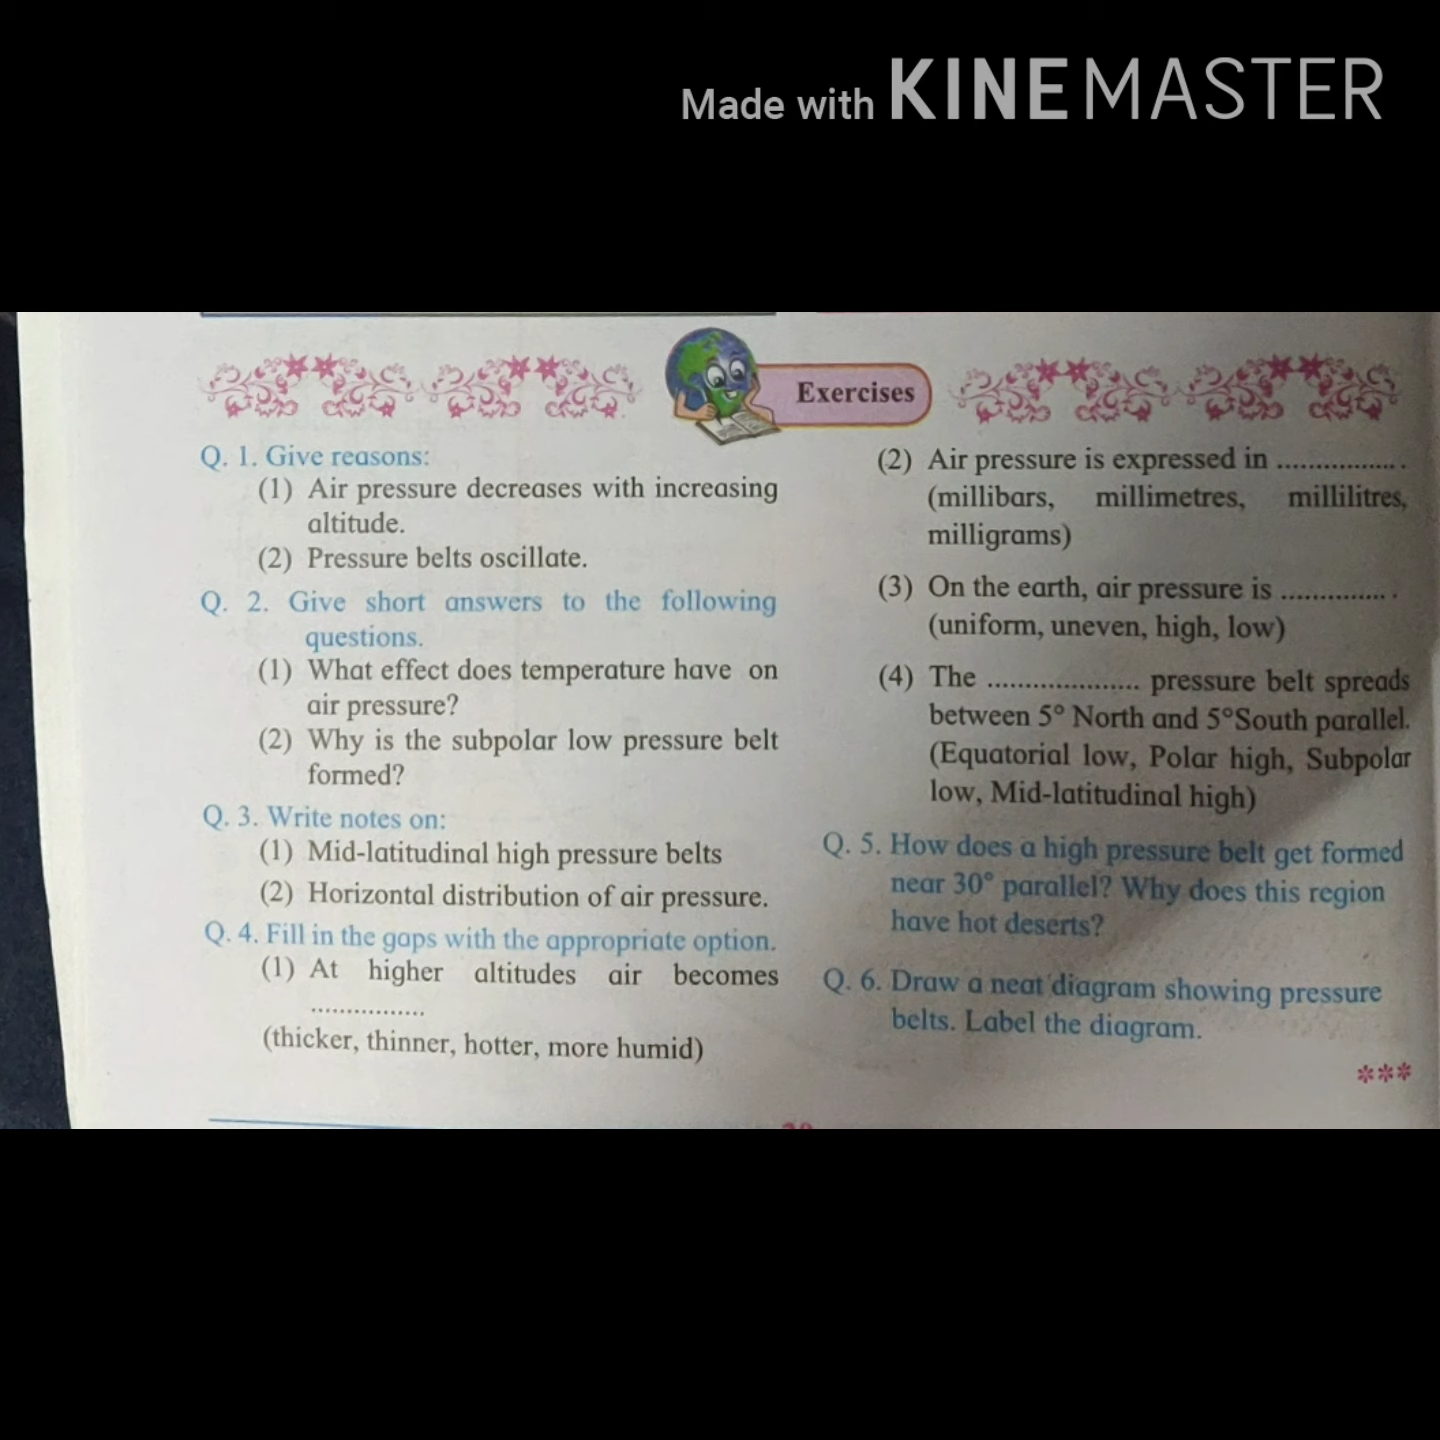 Made with KINEMASTER
Exercises
Q. 1. Give reasons:
(1) Air pressure decreases with increasing
altitude.
(2) Pressure belts oscillate.
Q. 2. Give short answers to the following
questions.
(1) What effect does temperature have on
air pressure?
(2) Why is the subpolar low pressure belt
formed?
Q. 3. Write notes on:
(1) Mid-latitudinal high pressure belts
(2) Horizontal distribution of air pressure.
Q. 4. Fill in the gaps with the appropriate option.
(1) At higher altitudes air becomes
................
(thicker, thinner, hotter, more humid)
(2) Air pressure is expressed in ................ .
(millibars, millimetres, millilitres,
milligrams)
(3) On the earth, air pressure is .............. .
(uniform, uneven, high, low)
(4) The .................... pressure belt spreads
between 5° North and 5°South parallel.
(Equatorial low, Polar high, Subpolar
low, Mid-latitudinal high)
Q. 5. How does a high pressure belt get formed
near 30° parallel? Why does this region
have hot deserts?
Q. 6. Draw a neat diagram showing pressure
belts. Label the diagram.
***